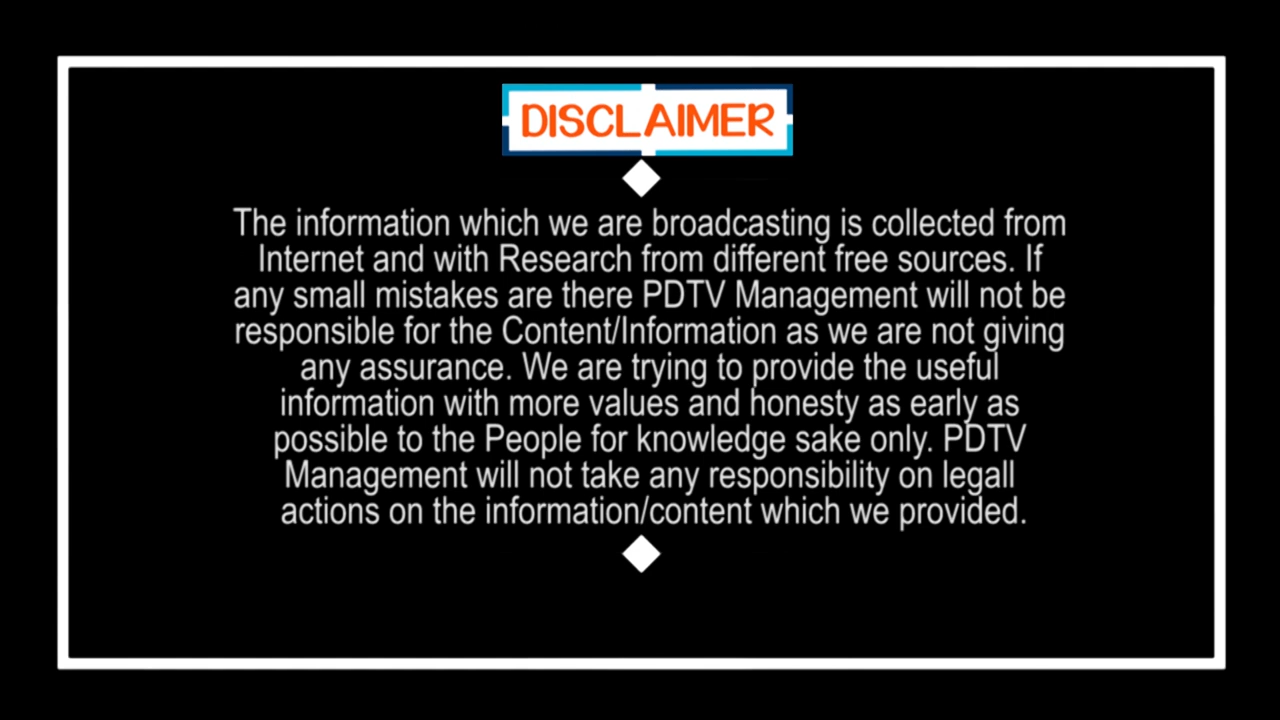 DISCLAIMER
The information which we are broadcasting is collected from
Internet and with Research from different free sources. If
any small mistakes are there PDTV Management will not be
responsible for the Content/Information as we are not giving
any assurance. We are trying to provide the useful
information with more values and honesty as early as
possible to the People for knowledge sake only. PDTV
Management will not take any responsibility on legall
actions on the information/content which we provided.